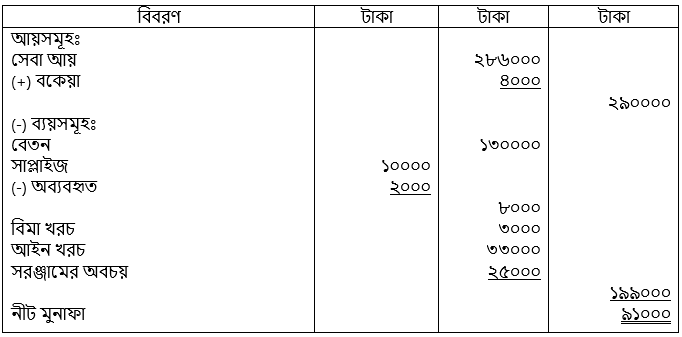 বিবরণ টাকা টাকা টাকা
আয়সমূহঃ
সেবা আয় ২৮৬০০০
(+) বকেয়া ৪০০০
২৯০০০০
(-) ব্যয়সমূহঃ
বেতন ১৩০০০০
সাপ্লাইজ ১০০০০
(-) অব্যবহৃত ২০০০
৮০০০
বিমা খরচ ৩০০০
আইন খরচ ৩৩০০০
সরঞ্জামের অবচয় ২৫০০০
১৯৯০০০
নীট মুনাফা ৯১০০০